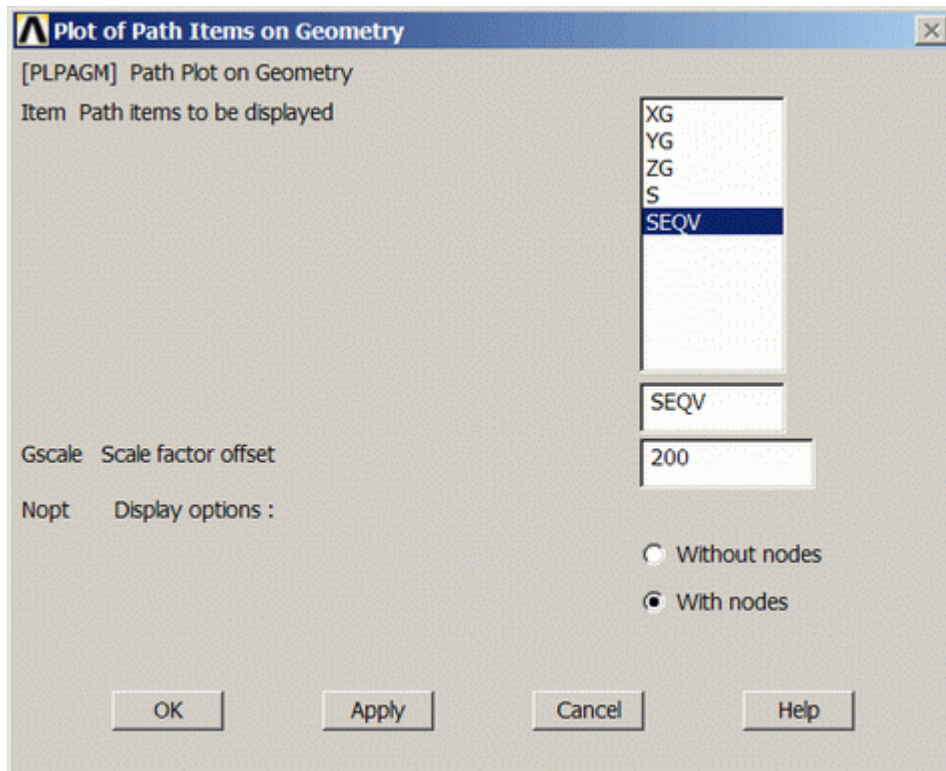 Plot of Path Items on Geometry
[PLPAGM] Path Plot on Geometry
Item Path items to be displayed
XG
YG
ZG
S
SEQV
SEQV
Gscale Scale factor offset
200
Nopt Display options :
Without nodes
With nodes
OK Apply Cancel Help